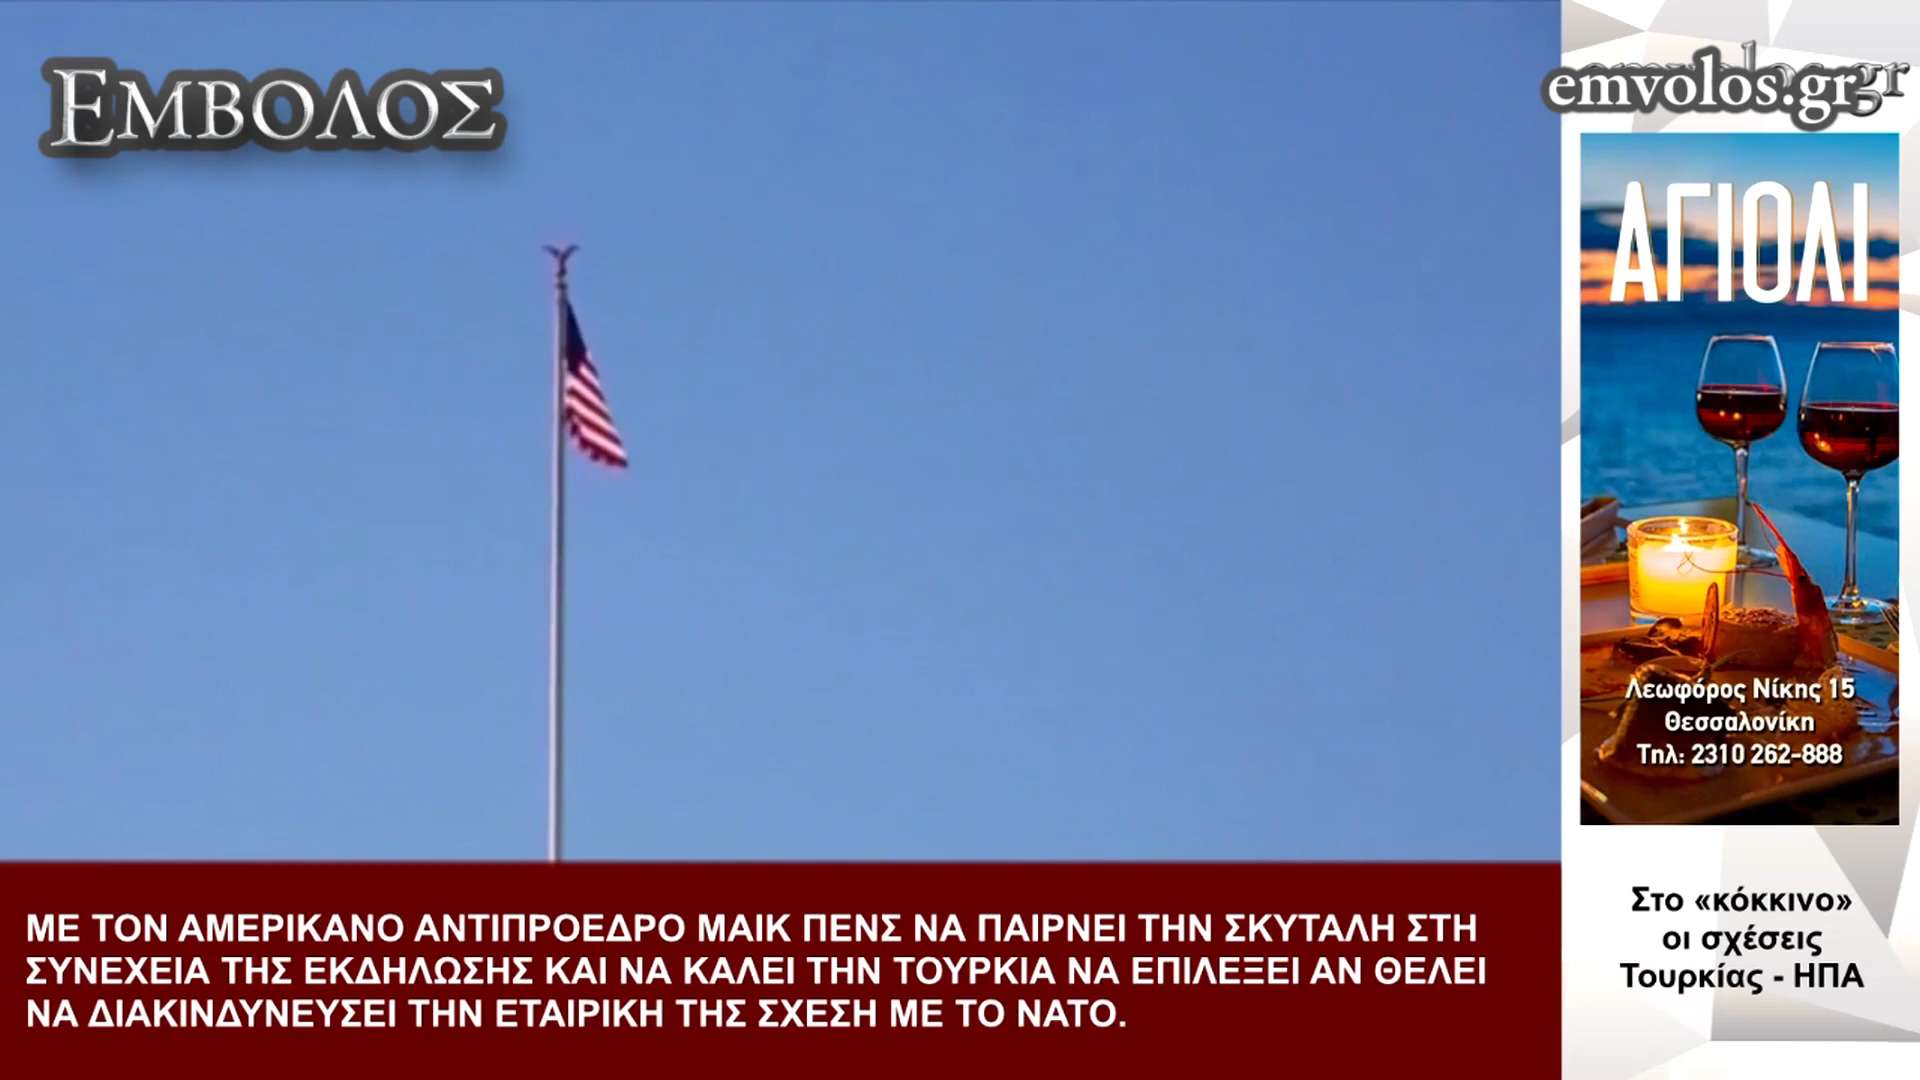 ΕΜΒΟΛΟΣ
emvolos.gr
ΑΓΙΟΛΙ
Λεωφόρος Νίκης 15
Θεσσαλονίκη
Τηλ: 2310 262-888
ΜΕ ΤΟΝ ΑΜΕΡΙΚΑΝΟ ΑΝΤΙΠΡΟΕΔΡΟ ΜΑΙΚ ΠΕΝΣ ΝΑ ΠΑΙΡΝΕΙ ΤΗΝ ΣΚΥΤΑΛΗ ΣΤΗ
ΣΥΝΕΧΕΙΑ ΤΗΣ ΕΚΔΗΛΩΣΗΣ ΚΑΙ ΝΑ ΚΑΛΕΙ ΤΗΝ ΤΟΥΡΚΙΑ ΝΑ ΕΠΙΛΕΞΕΙ ΑΝ ΘΕΛΕΙ
ΝΑ ΔΙΑΚΙΝΔΥΝΕΥΣΕΙ ΤΗΝ ΕΤΑΙΡΙΚΗ ΤΗΣ ΣΧΕΣΗ ΜΕ ΤΟ ΝΑΤΟ.
Στο «κόκκινο»
οι σχέσεις
Τουρκίας - ΗΠΑ